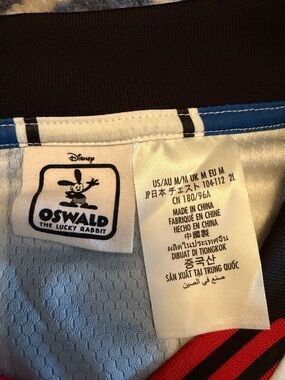 Disney
OSWALD
THE LUCKY RABBIT
US/AU M/M UK M EU M
JP日本 チェスト 104-112 2L
CN 180/96A
MADE IN CHINA
FABRIQUÉ EN CHINE
HECHO EN CHINA
中國製
ผลิตในประเทศจีน
DIBUAT DI TIONGKOK
중국산
SẢN XUẤT TẠI TRUNG QUỐC
صنع في الصين